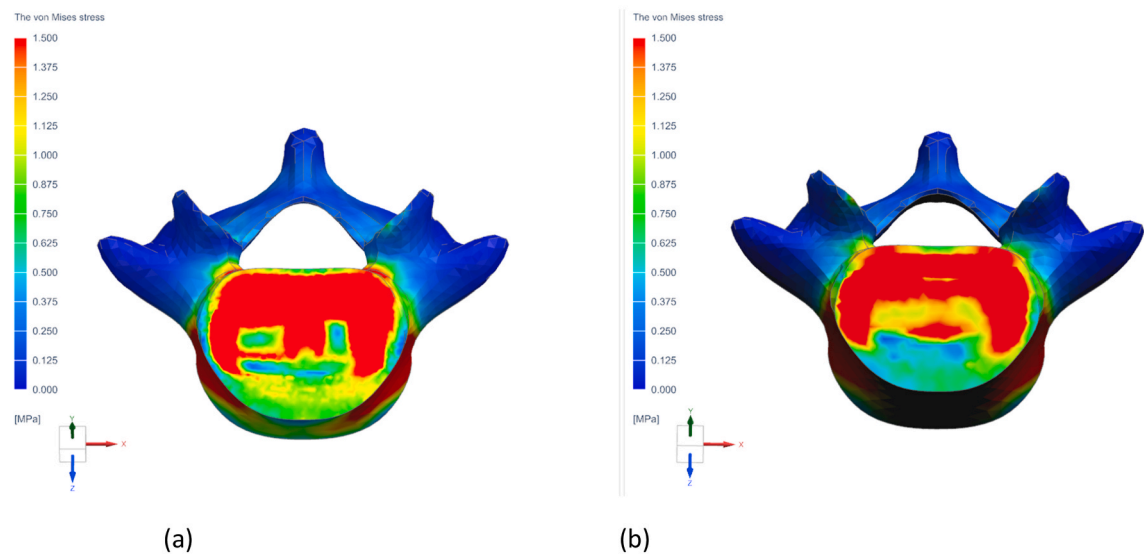 The von Mises stress
1.500
1.375
1.250
1.125
1.000
0.875
0.750
0.625
0.500
0.375
0.250
0.125
0.000
[MPa]
Y
X
Z
(a)
The von Mises stress
1.500
1.375
1.250
1.125
1.000
0.875
0.750
0.625
0.500
0.375
0.250
0.125
0.000
[MPa]
Y
X
Z
(b)